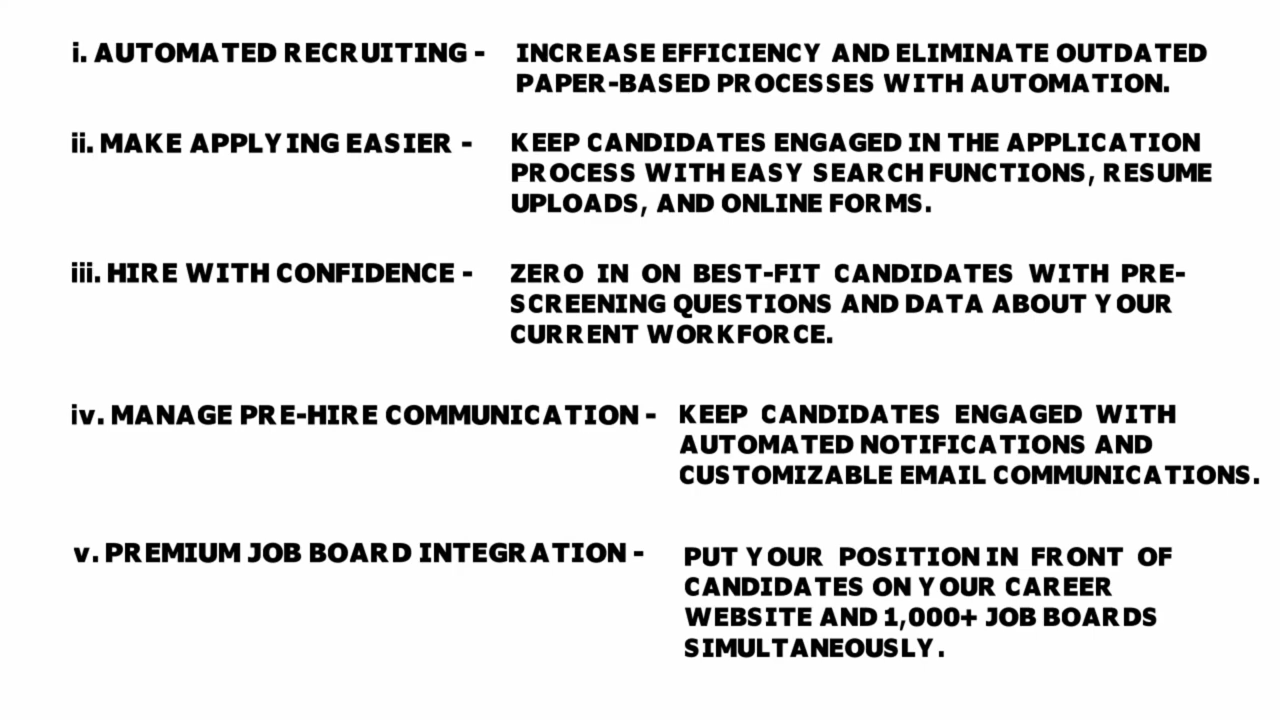 i. AUTOMATED RECRUITING - INCREASE EFFICIENCY AND ELIMINATE OUTDATED
PAPER-BASED PROCESSES WITH AUTOMATION.
ii. MAKE APPLYING EASIER - KEEP CANDIDATES ENGAGED IN THE APPLICATION
PROCESS WITH EASY SEARCH FUNCTIONS, RESUME
UPLOADS, AND ONLINE FORMS.
iii. HIRE WITH CONFIDENCE - ZERO IN ON BEST-FIT CANDIDATES WITH PRE-
SCREENING QUESTIONS AND DATA ABOUT YOUR
CURRENT WORKFORCE.
iv. MANAGE PRE-HIRE COMMUNICATION - KEEP CANDIDATES ENGAGED WITH
AUTOMATED NOTIFICATIONS AND
CUSTOMIZABLE EMAIL COMMUNICATIONS.
v. PREMIUM JOB BOARD INTEGRATION - PUT YOUR POSITION IN FRONT OF
CANDIDATES ON YOUR CAREER
WEBSITE AND 1,000+ JOB BOARDS
SIMULTANEOUSLY.